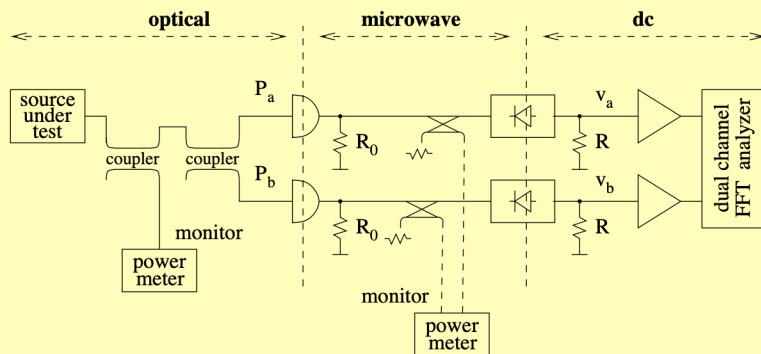 optical
microwave
dc
source
under
test
coupler
coupler
P_a
P_b
R_0
R_0
v_a
v_b
R
R
monitor
power
meter
monitor
power
meter
dual channel
FFT analyzer